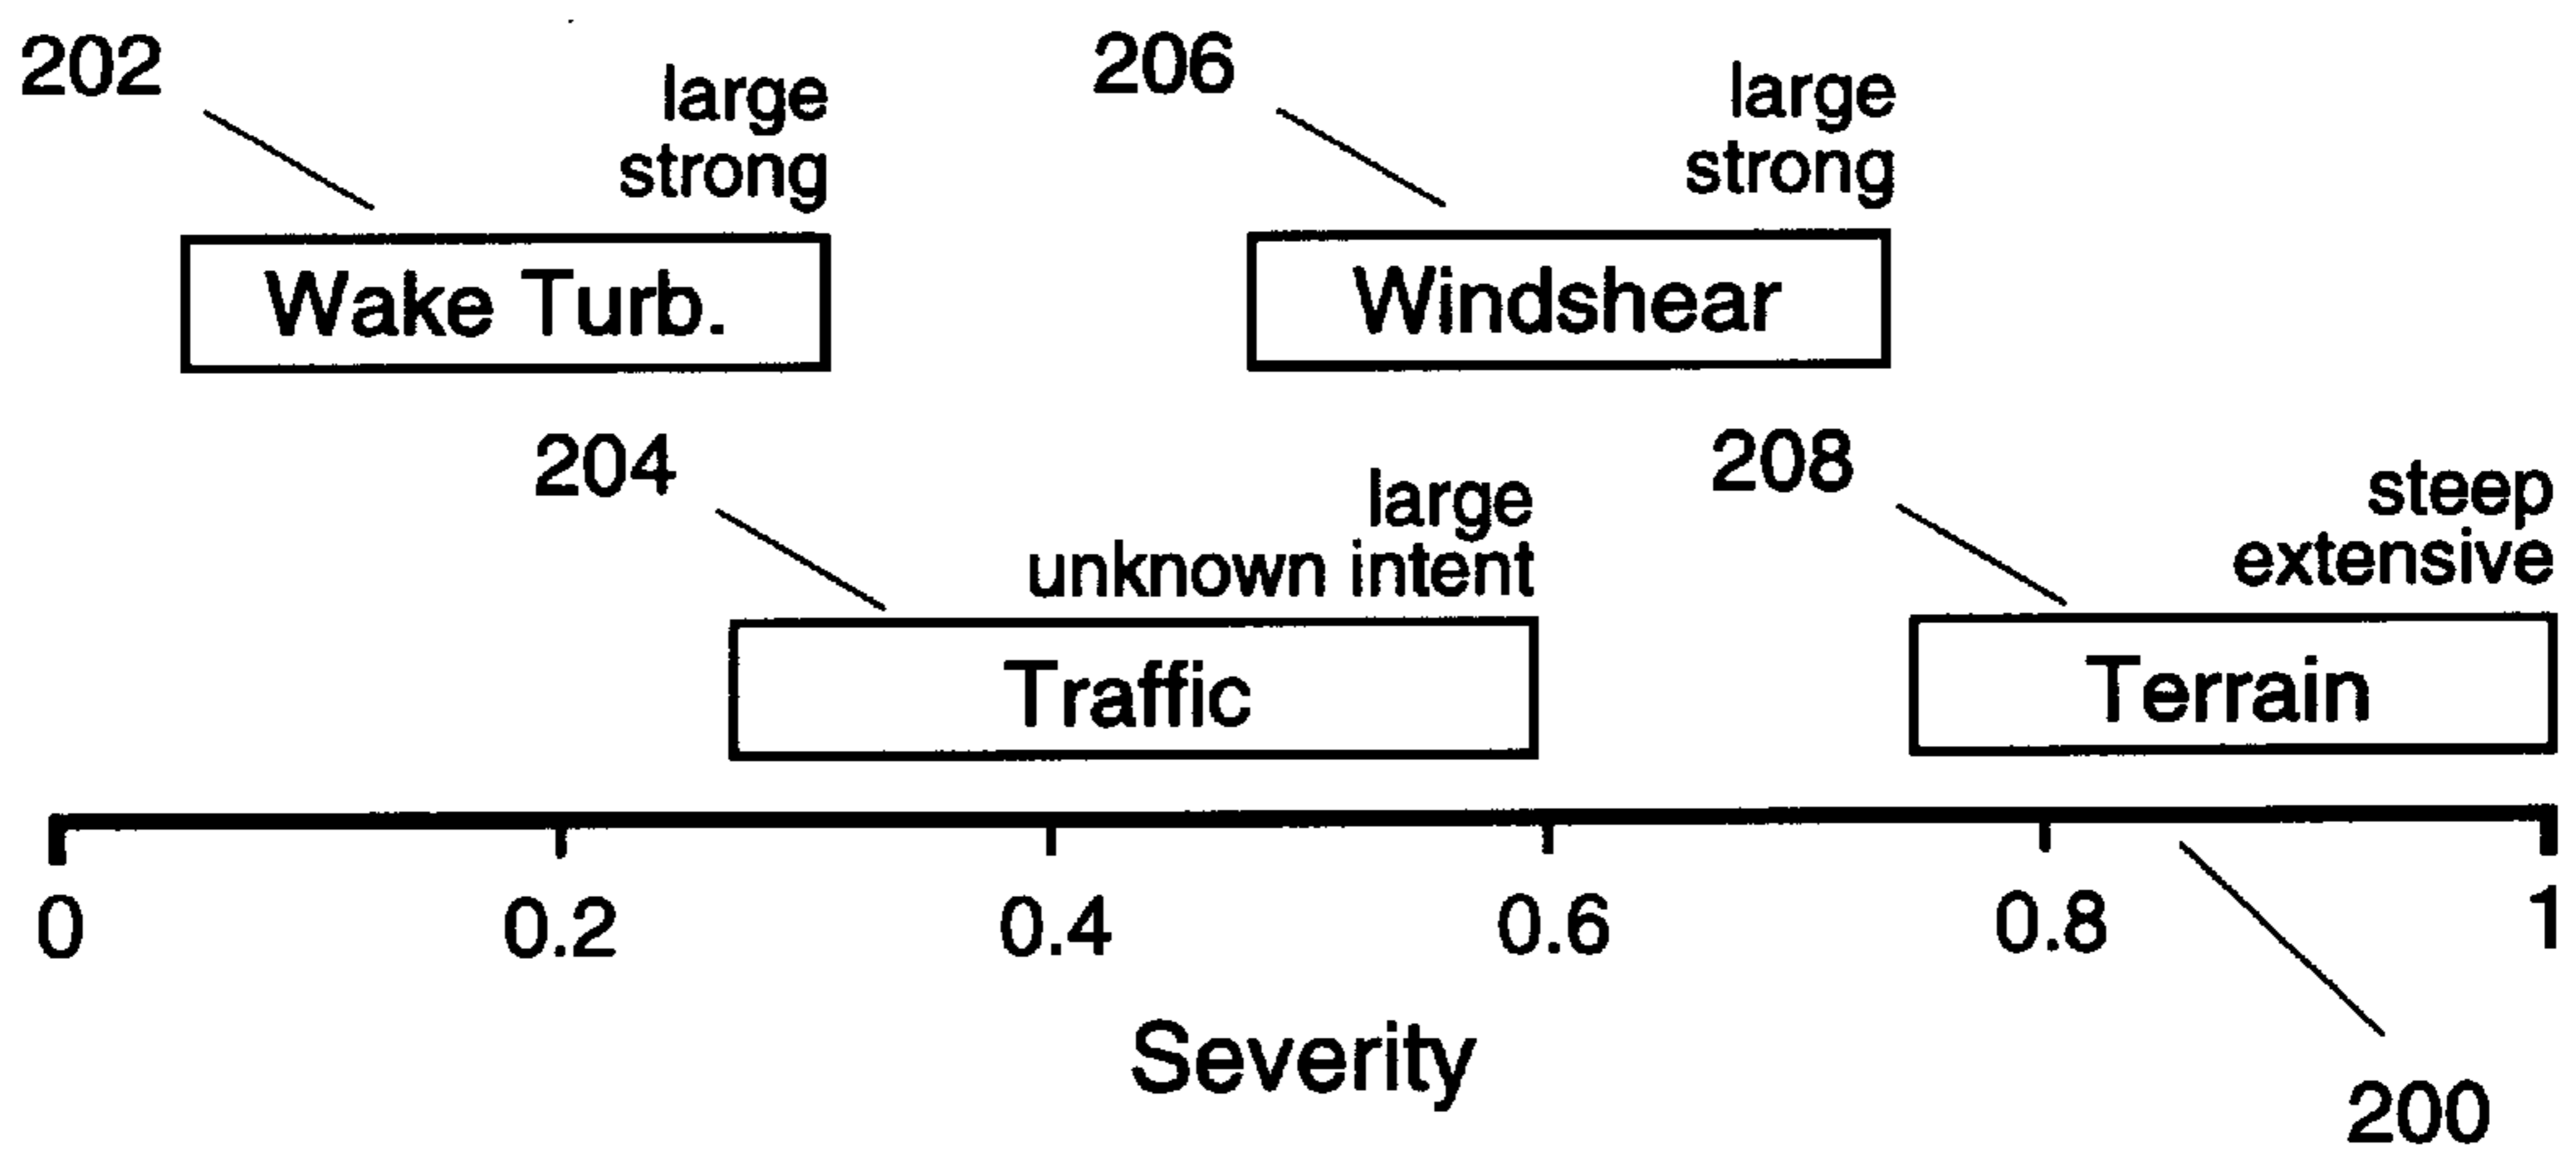 202
large
strong
206
large
strong
Wake Turb.
Windshear
204
large
unknown intent
208
steep
extensive
Traffic
Terrain
0 0.2 0.4 0.6 0.8 1
Severity
200